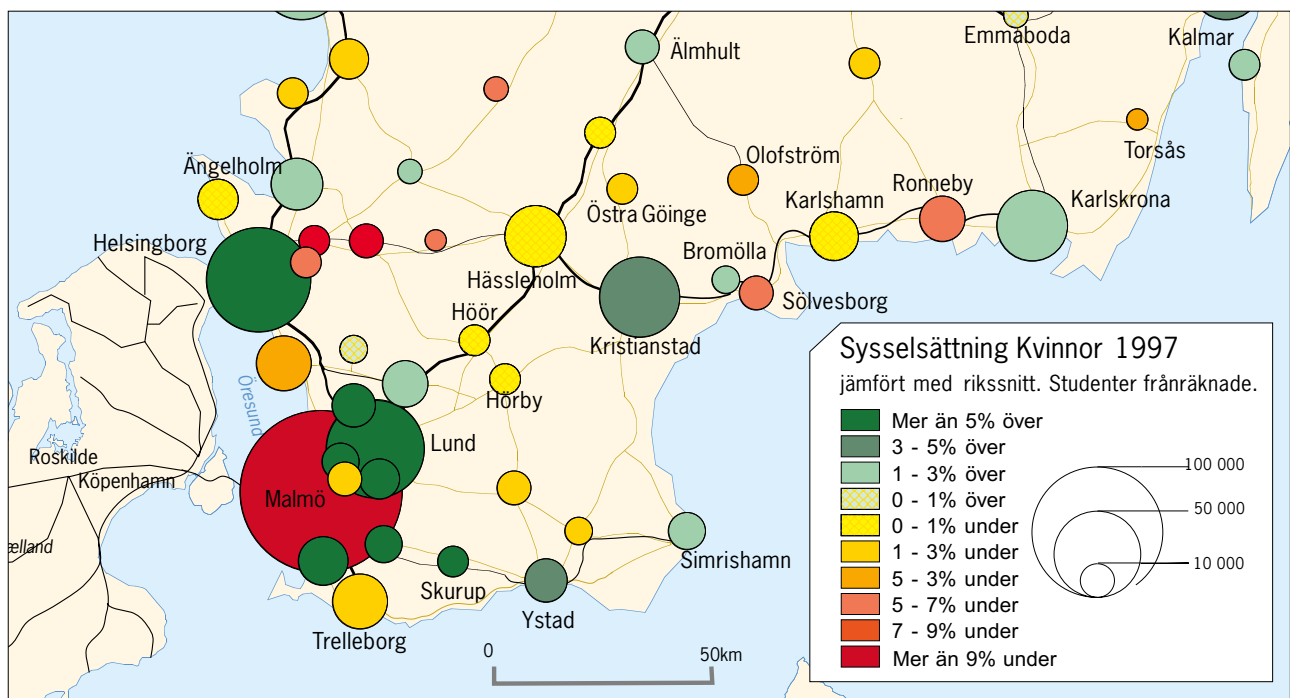 Emmaboda
Kalmar
Älmhult
Torsås
Olofström
Ängelholm
Karlshamn
Ronneby
Karlskrona
Östra Göinge
Helsingborg
Bromölla
Hässleholm
Sölvesborg
Höör
Kristianstad
Öresund
Hörby
Lund
Roskilde
Köpenhamn
Malmö
ælland
Simrishamn
Skurup
Ystad
Trelleborg
0 50km
Sysselsättning Kvinnor 1997
jämfört med rikssnitt. Studenter frånräknade.
Mer än 5% över
3 - 5% över
1 - 3% över
0 - 1% över
0 - 1% under
1 - 3% under
5 - 3% under
5 - 7% under
7 - 9% under
Mer än 9% under
100 000
50 000
10 000